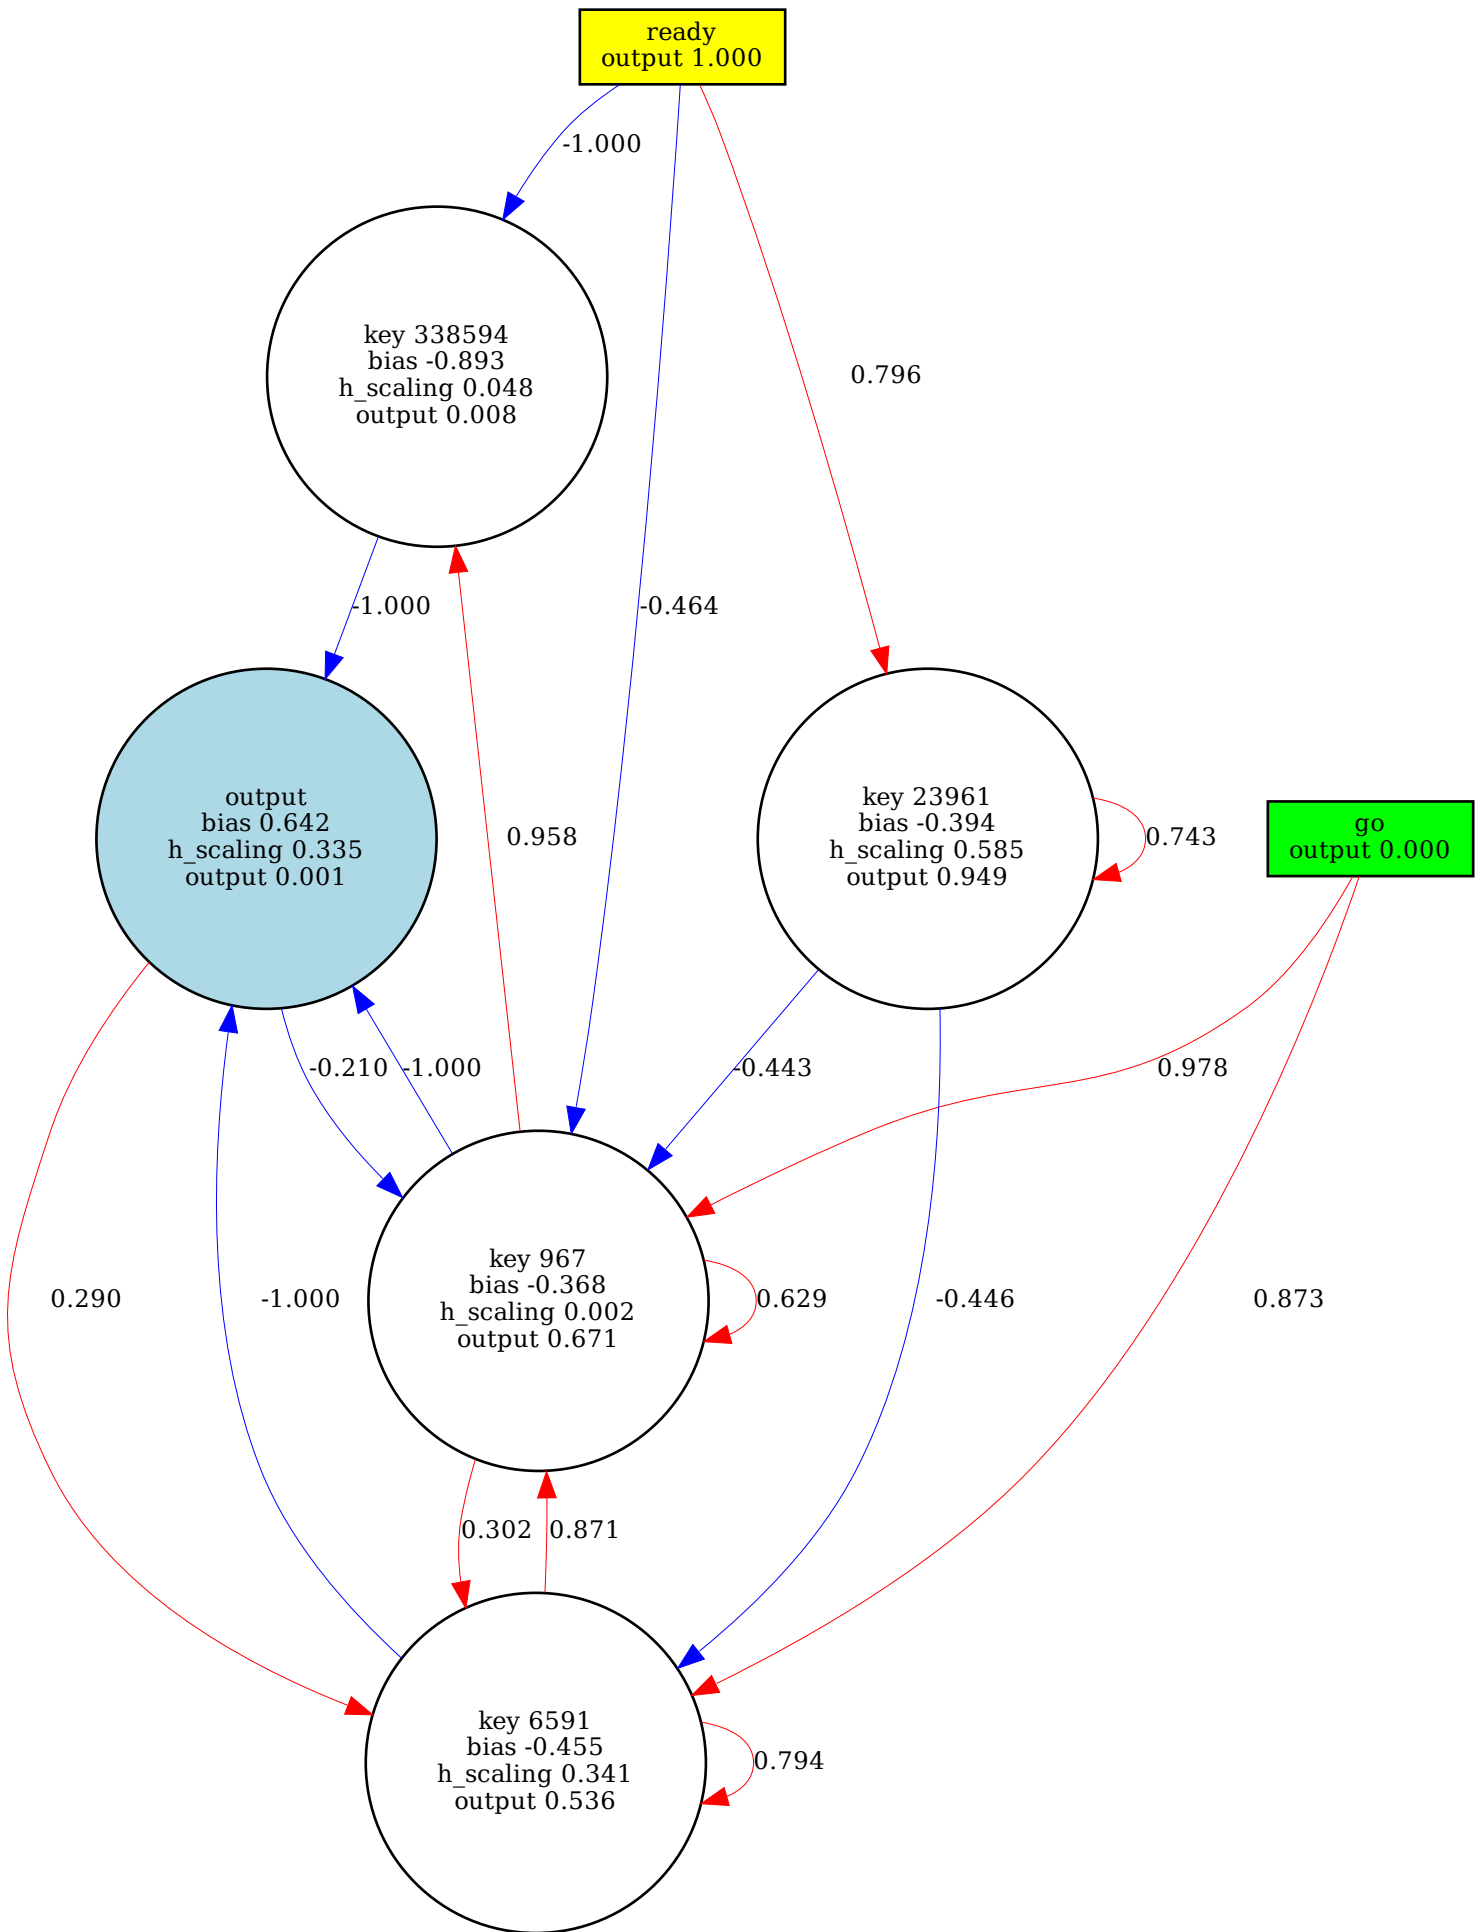 ready
output 1.000
-1.000
key 338594
bias -0.893
h_scaling 0.048
output 0.008
0.796
-1.000
-0.464
output
bias 0.642
h_scaling 0.335
output 0.001
0.958
key 23961
bias -0.394
h_scaling 0.585
output 0.949
0.743
go
output 0.000
-0.210
-1.000
-0.443
0.978
0.290
-1.000
key 967
bias -0.368
h_scaling 0.002
output 0.671
0.629
-0.446
0.873
0.302
0.871
key 6591
bias -0.455
h_scaling 0.341
output 0.536
0.794